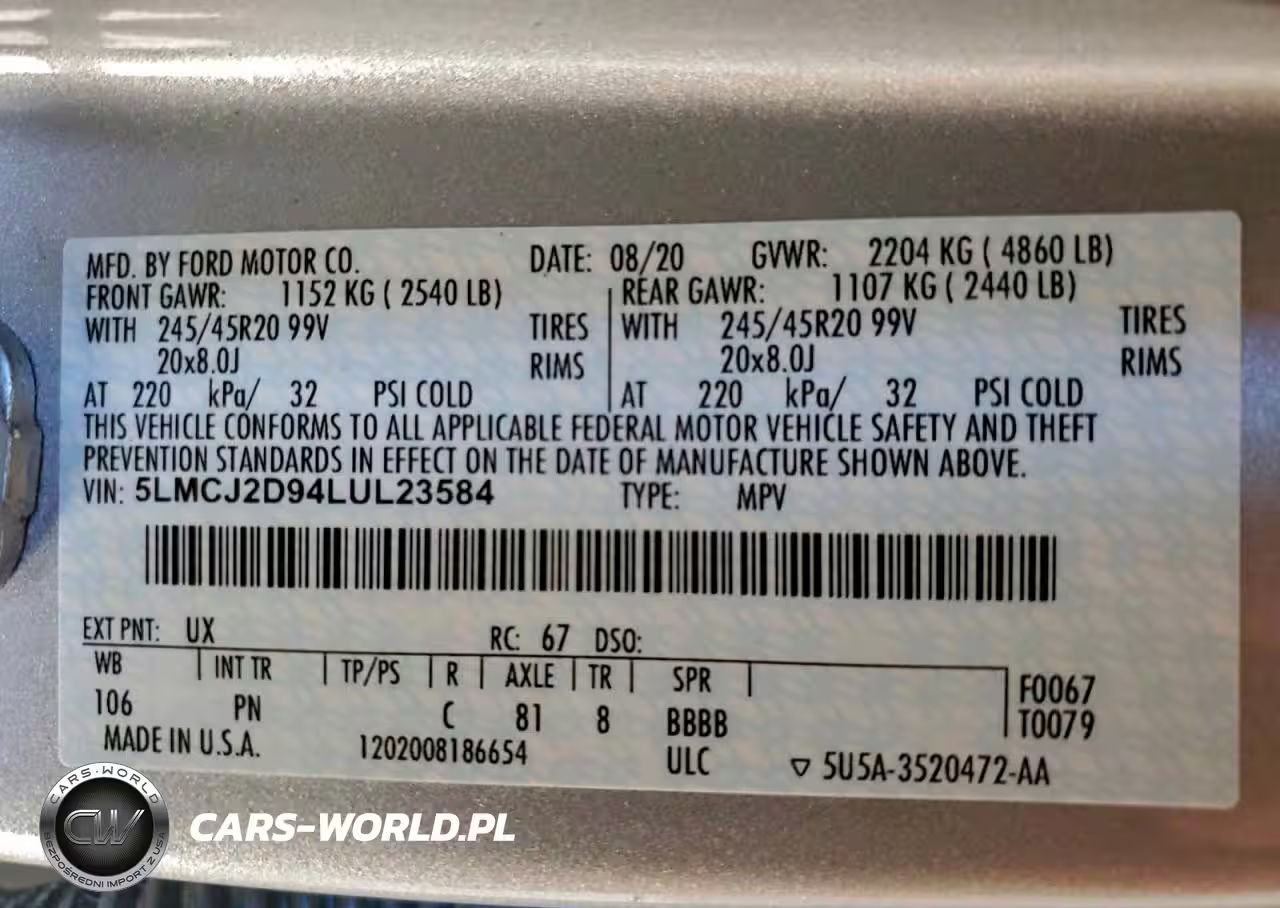 MFD. BY FORD MOTOR CO. DATE: 08/20 GVWR: 2204 KG ( 4860 LB)
FRONT GAWR: 1152 KG ( 2540 LB) REAR GAWR: 1107 KG ( 2440 LB)
WITH 245/45R20 99V TIRES WITH 245/45R20 99V TIRES
20x8.0J RIMS 20x8.0J RIMS
AT 220 kPa/ 32 PSI COLD AT 220 kPa/ 32 PSI COLD
THIS VEHICLE CONFORMS TO ALL APPLICABLE FEDERAL MOTOR VEHICLE SAFETY AND THEFT
PREVENTION STANDARDS IN EFFECT ON THE DATE OF MANUFACTURE SHOWN ABOVE.
VIN: 5LMCJ2D94LUL23584 TYPE: MPV
EXT PNT: UX RC: 67 DSO:
WB INT TR TP/PS R AXLE TR SPR F0067
106 PN C 81 8 BBBB T0079
MADE IN U.S.A. 1202008186654 ULC ▽ 5U5A-3520472-AA
CARS-WORLD
CW
BEZPOŚREDNI IMPORT Z USA
CARS-WORLD.PL